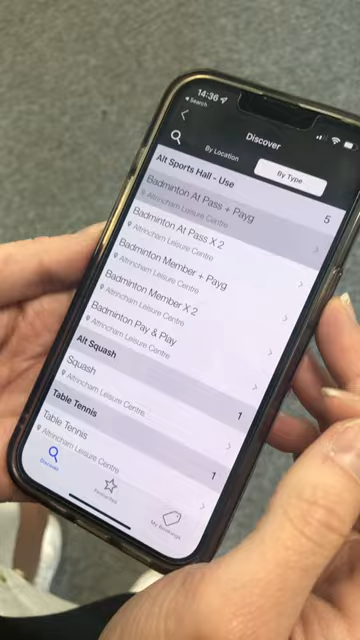 14:36
Search
Discover
By Location
By Type
Alt Sports Hall - Use
5
Badminton At Pass + Payg
Altrincham Leisure Centre
Badminton At Pass X 2
Altrincham Leisure Centre
Badminton Member + Payg
Altrincham Leisure Centre
Badminton Member X 2
Altrincham Leisure Centre
Badminton Pay & Play
Altrincham Leisure Centre
Alt Squash
1
Squash
Altrincham Leisure Centre
Table Tennis
1
Table Tennis
Altrincham Leisure Centre
Discover
Favourites
My Bookings